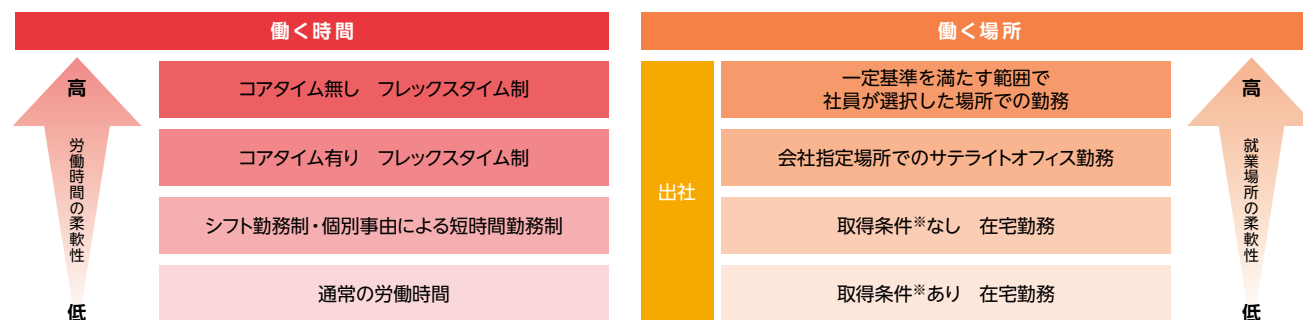 働く時間
高
労働時間の柔軟性
低
コアタイム無し　フレックスタイム制
コアタイム有り　フレックスタイム制
シフト勤務制・個別事由による短時間勤務制
通常の労働時間
働く場所
出社
一定基準を満たす範囲で
社員が選択した場所での勤務
会社指定場所でのサテライトオフィス勤務
取得条件※なし　在宅勤務
取得条件※あり　在宅勤務
高
就業場所の柔軟性
低